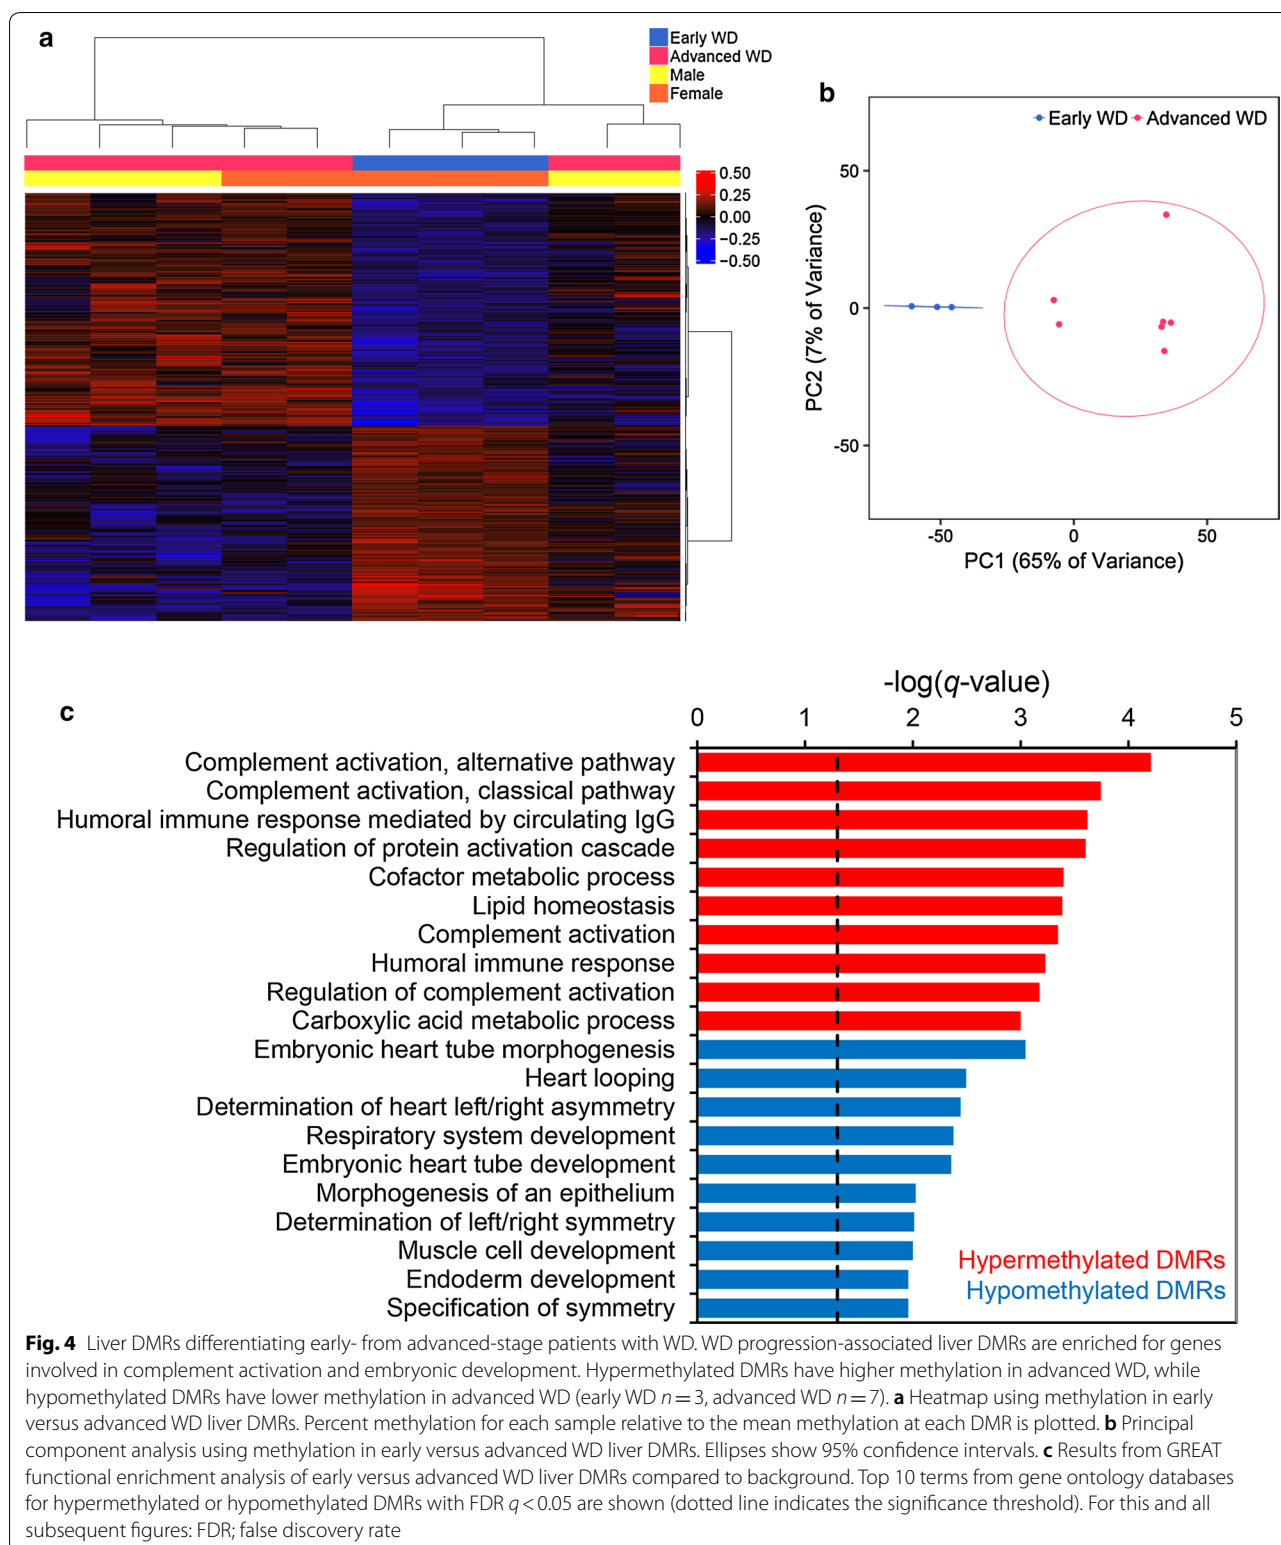 a
Early WD
Advanced WD
Male
Female
0.50
0.25
0.00
−0.25
−0.50
b
Early WD
Advanced WD
50
0
-50
PC2 (7% of Variance)
-50
0
50
PC1 (65% of Variance)
c
-log(q-value)
0
1
2
3
4
5
Complement activation, alternative pathway
Complement activation, classical pathway
Humoral immune response mediated by circulating IgG
Regulation of protein activation cascade
Cofactor metabolic process
Lipid homeostasis
Complement activation
Humoral immune response
Regulation of complement activation
Carboxylic acid metabolic process
Embryonic heart tube morphogenesis
Heart looping
Determination of heart left/right asymmetry
Respiratory system development
Embryonic heart tube development
Morphogenesis of an epithelium
Determination of left/right symmetry
Muscle cell development
Endoderm development
Specification of symmetry
Hypermethylated DMRs
Hypomethylated DMRs
Fig. 4 Liver DMRs differentiating early- from advanced-stage patients with WD. WD progression-associated liver DMRs are enriched for genes
involved in complement activation and embryonic development. Hypermethylated DMRs have higher methylation in advanced WD, while
hypomethylated DMRs have lower methylation in advanced WD (early WD n = 3, advanced WD n = 7). a Heatmap using methylation in early
versus advanced WD liver DMRs. Percent methylation for each sample relative to the mean methylation at each DMR is plotted. b Principal
component analysis using methylation in early versus advanced WD liver DMRs. Ellipses show 95% confidence intervals. c Results from GREAT
functional enrichment analysis of early versus advanced WD liver DMRs compared to background. Top 10 terms from gene ontology databases
for hypermethylated or hypomethylated DMRs with FDR q < 0.05 are shown (dotted line indicates the significance threshold). For this and all
subsequent figures: FDR; false discovery rate